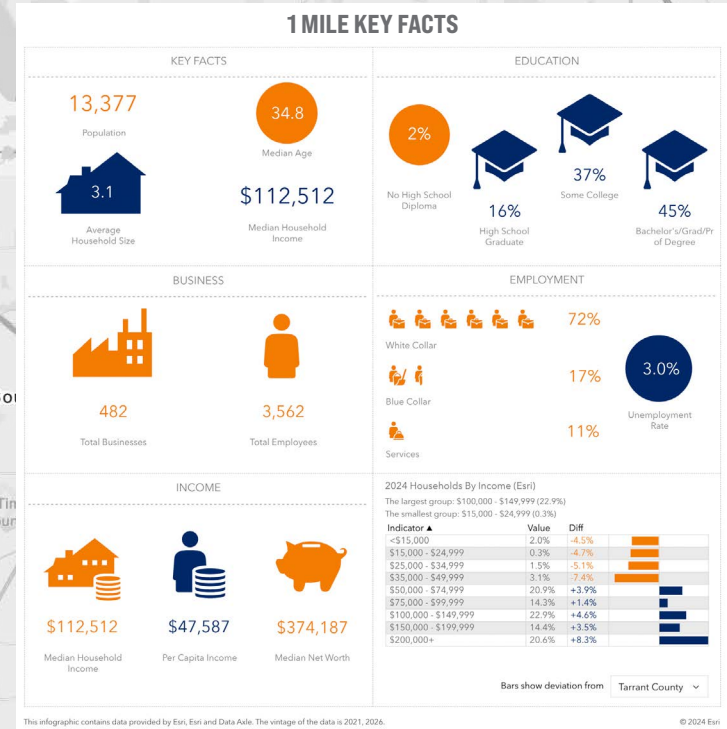 1 MILE KEY FACTS
KEY FACTS
13,377
Population
34.8
Median Age
3.1
Average
Household Size
$112,512
Median Household
Income
EDUCATION
2%
No High School
Diploma
16%
High School
Graduate
37%
Some College
45%
Bachelor's/Grad/Pr
of Degree
BUSINESS
482
Total Businesses
3,562
Total Employees
EMPLOYMENT
72%
White Collar
17%
Blue Collar
11%
Services
3.0%
Unemployment
Rate
INCOME
$112,512
Median Household
Income
$47,587
Per Capita Income
$374,187
Median Net Worth
2024 Households By Income (Esri)
The largest group: $100,000 - $149,999 (22.9%)
The smallest group: $15,000 - $24,999 (0.3%)
Indicator ▲ Value Diff
<$15,000 2.0% -4.5%
$15,000 - $24,999 0.3% -4.7%
$25,000 - $34,999 1.5% -5.1%
$35,000 - $49,999 3.1% -7.4%
$50,000 - $74,999 20.9% +3.9%
$75,000 - $99,999 14.3% +1.4%
$100,000 - $149,999 22.9% +4.6%
$150,000 - $199,999 14.4% +3.5%
$200,000+ 20.6% +8.3%
Bars show deviation from Tarrant County
This infographic contains data provided by Esri, Esri and Data Axle. The vintage of the data is 2021, 2026.
© 2024 Esri